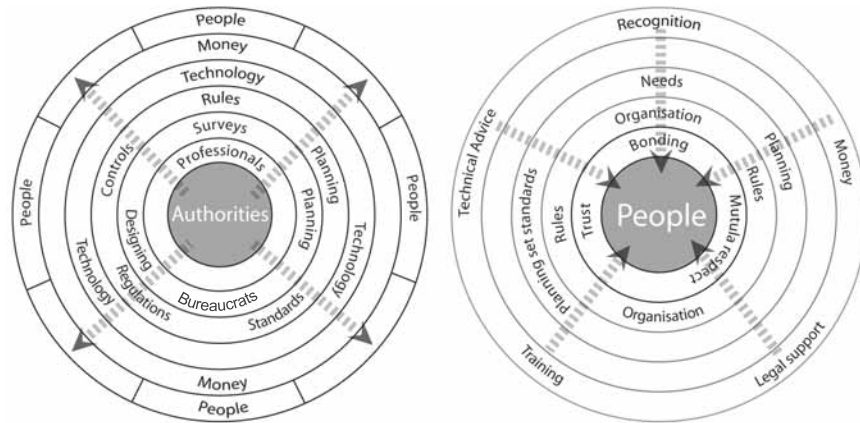 People
Money
Technology
Rules
Surveys
Professionals
Controls
Planning
People
Authorities
Planning
People
Designing
Technology
Technology
Regulations
Bureaucrats
Standards
Money
People
Recognition
Needs
Organisation
Bonding
Technical Advice
Planning
Money
Rules
People
Trust
Rules
Planning set standards
Mutula respect
Organisation
Training
Legal support